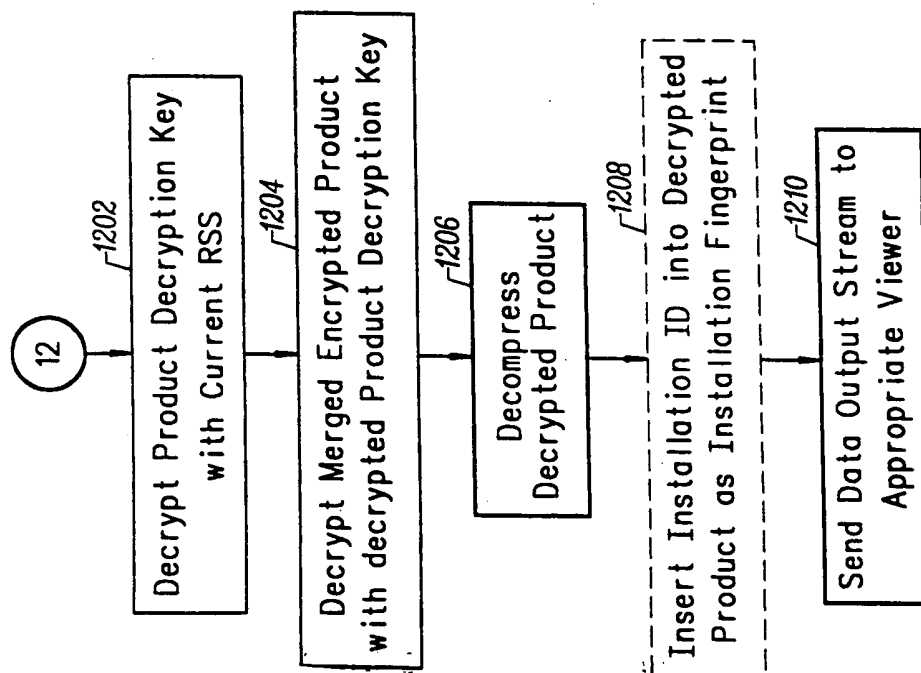 12
1202
Decrypt Product Decryption Key
with Current RSS
1204
Decrypt Merged Encrypted Product
with decrypted Product Decryption Key
1206
Decompress
Decrypted Product
1208
Insert Installation ID into Decrypted
Product as Installation Fingerprint
1210
Send Data Output Stream to
Appropriate Viewer